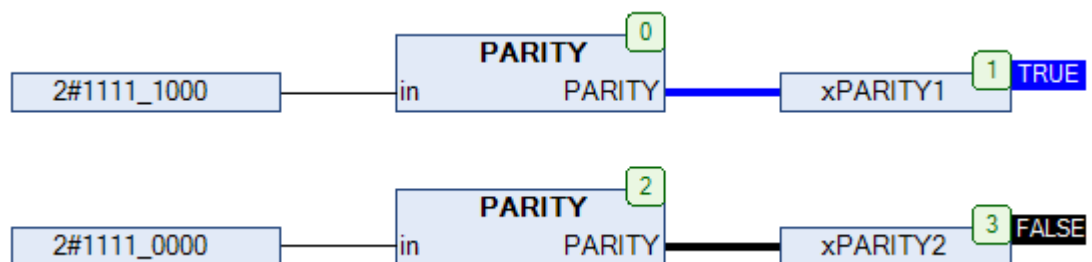 0
PARITY
2#1111_1000 in PARITY xPARITY1 1 TRUE
2
PARITY
2#1111_0000 in PARITY xPARITY2 3 FALSE